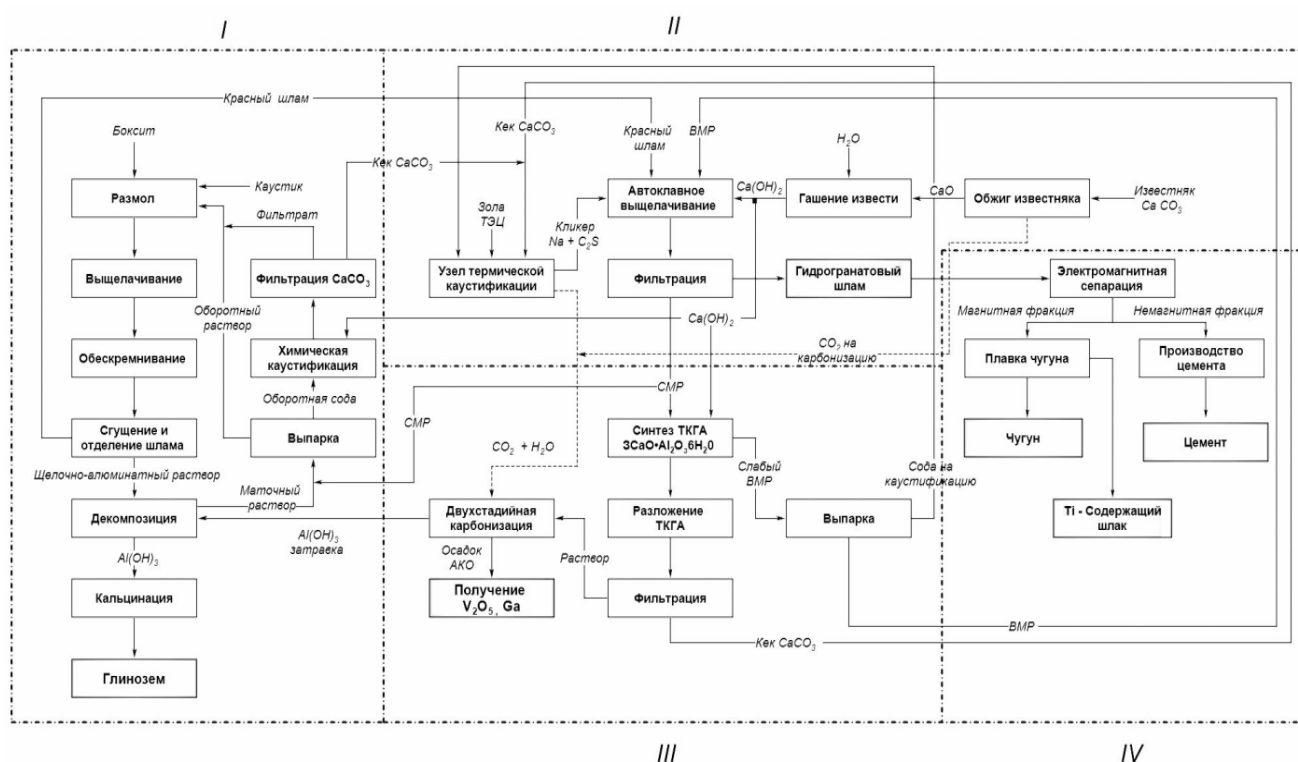 I
II
Красный шлам
Боксит
Кек CaCO₃
Размол
Каустик
Фильтрат
Выщелачивание
Фильтрация CaCO₃
Оборотный
раствор
Обескремнивание
Химическая
каустификация
Оборотная сода
Сгущение и
отделение шлама
Выпарка
Щелочно-алюминатный раствор
Маточный
раствор
Декомпозиция
Al(OH)₃
Кальцинация
Глинозем
Кек CaCO₃
Красный
шлам
ВМР
H₂O
Зола
ТЭЦ
Кликер
Na + C₂S
Автоклавное
выщелачивание
Ca(OH)₂
Гашение извести
CaO
Обжиг известняка
Известняк
Ca CO₃
Узел термической
каустификации
Фильтрация
Гидрогранатовый
шлам
Ca(OH)₂
CO₂ на
карбонизацию
Электромагнитная
сепарация
Магнитная фракция
Немагнитная фракция
Плавка чугуна
Производство
цемента
Чугун
Цемент
Ti - Содержащий
шлак
СМР
СМР
CO₂ + H₂O
Синтез ТКГА
3CaO•Al₂O₃6H₂0
Слабый
ВМР
Сода на
каустификацию
Двухстадийная
карбонизация
Разложение
ТКГА
Выпарка
Al(OH)₃
затравка
Осадок
АКО
Раствор
Получение
V₂O₅, Ga
Фильтрация
ВМР
Кек CaCO₃
III
IV